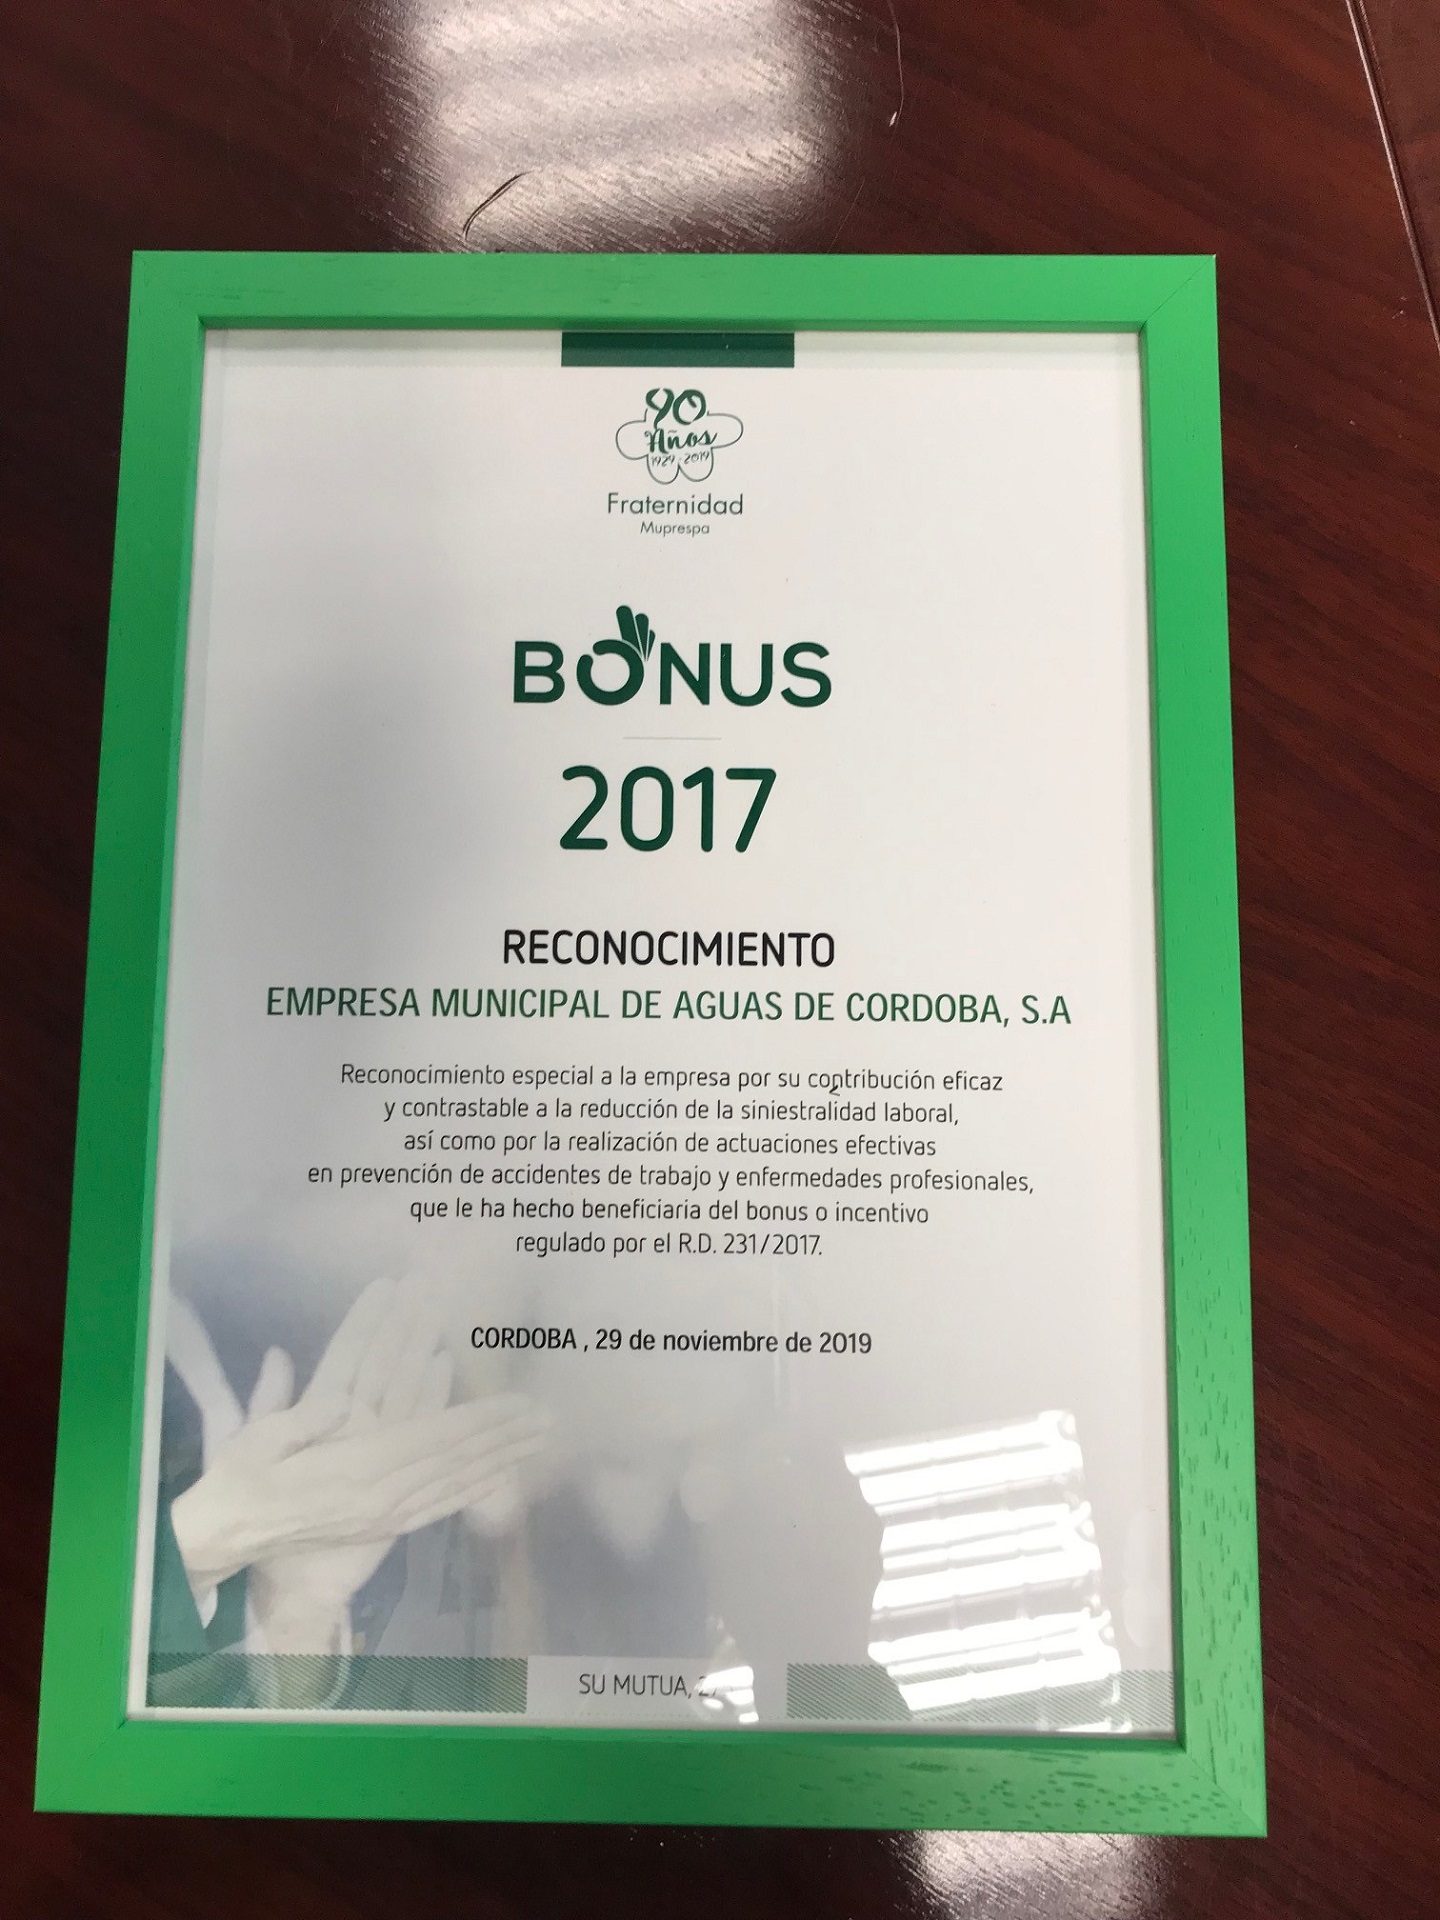 90
Años
1929-2019
Fraternidad
Muprespa
BONUS
2017
RECONOCIMIENTO
EMPRESA MUNICIPAL DE AGUAS DE CORDOBA, S.A
Reconocimiento especial a la empresa por su contribución eficaz
y contrastable a la reducción de la siniestralidad laboral,
así como por la realización de actuaciones efectivas
en prevención de accidentes de trabajo y enfermedades profesionales,
que le ha hecho beneficiaria del bonus o incentivo
regulado por el R.D. 231/2017.
CORDOBA , 29 de noviembre de 2019
SU MUTUA,